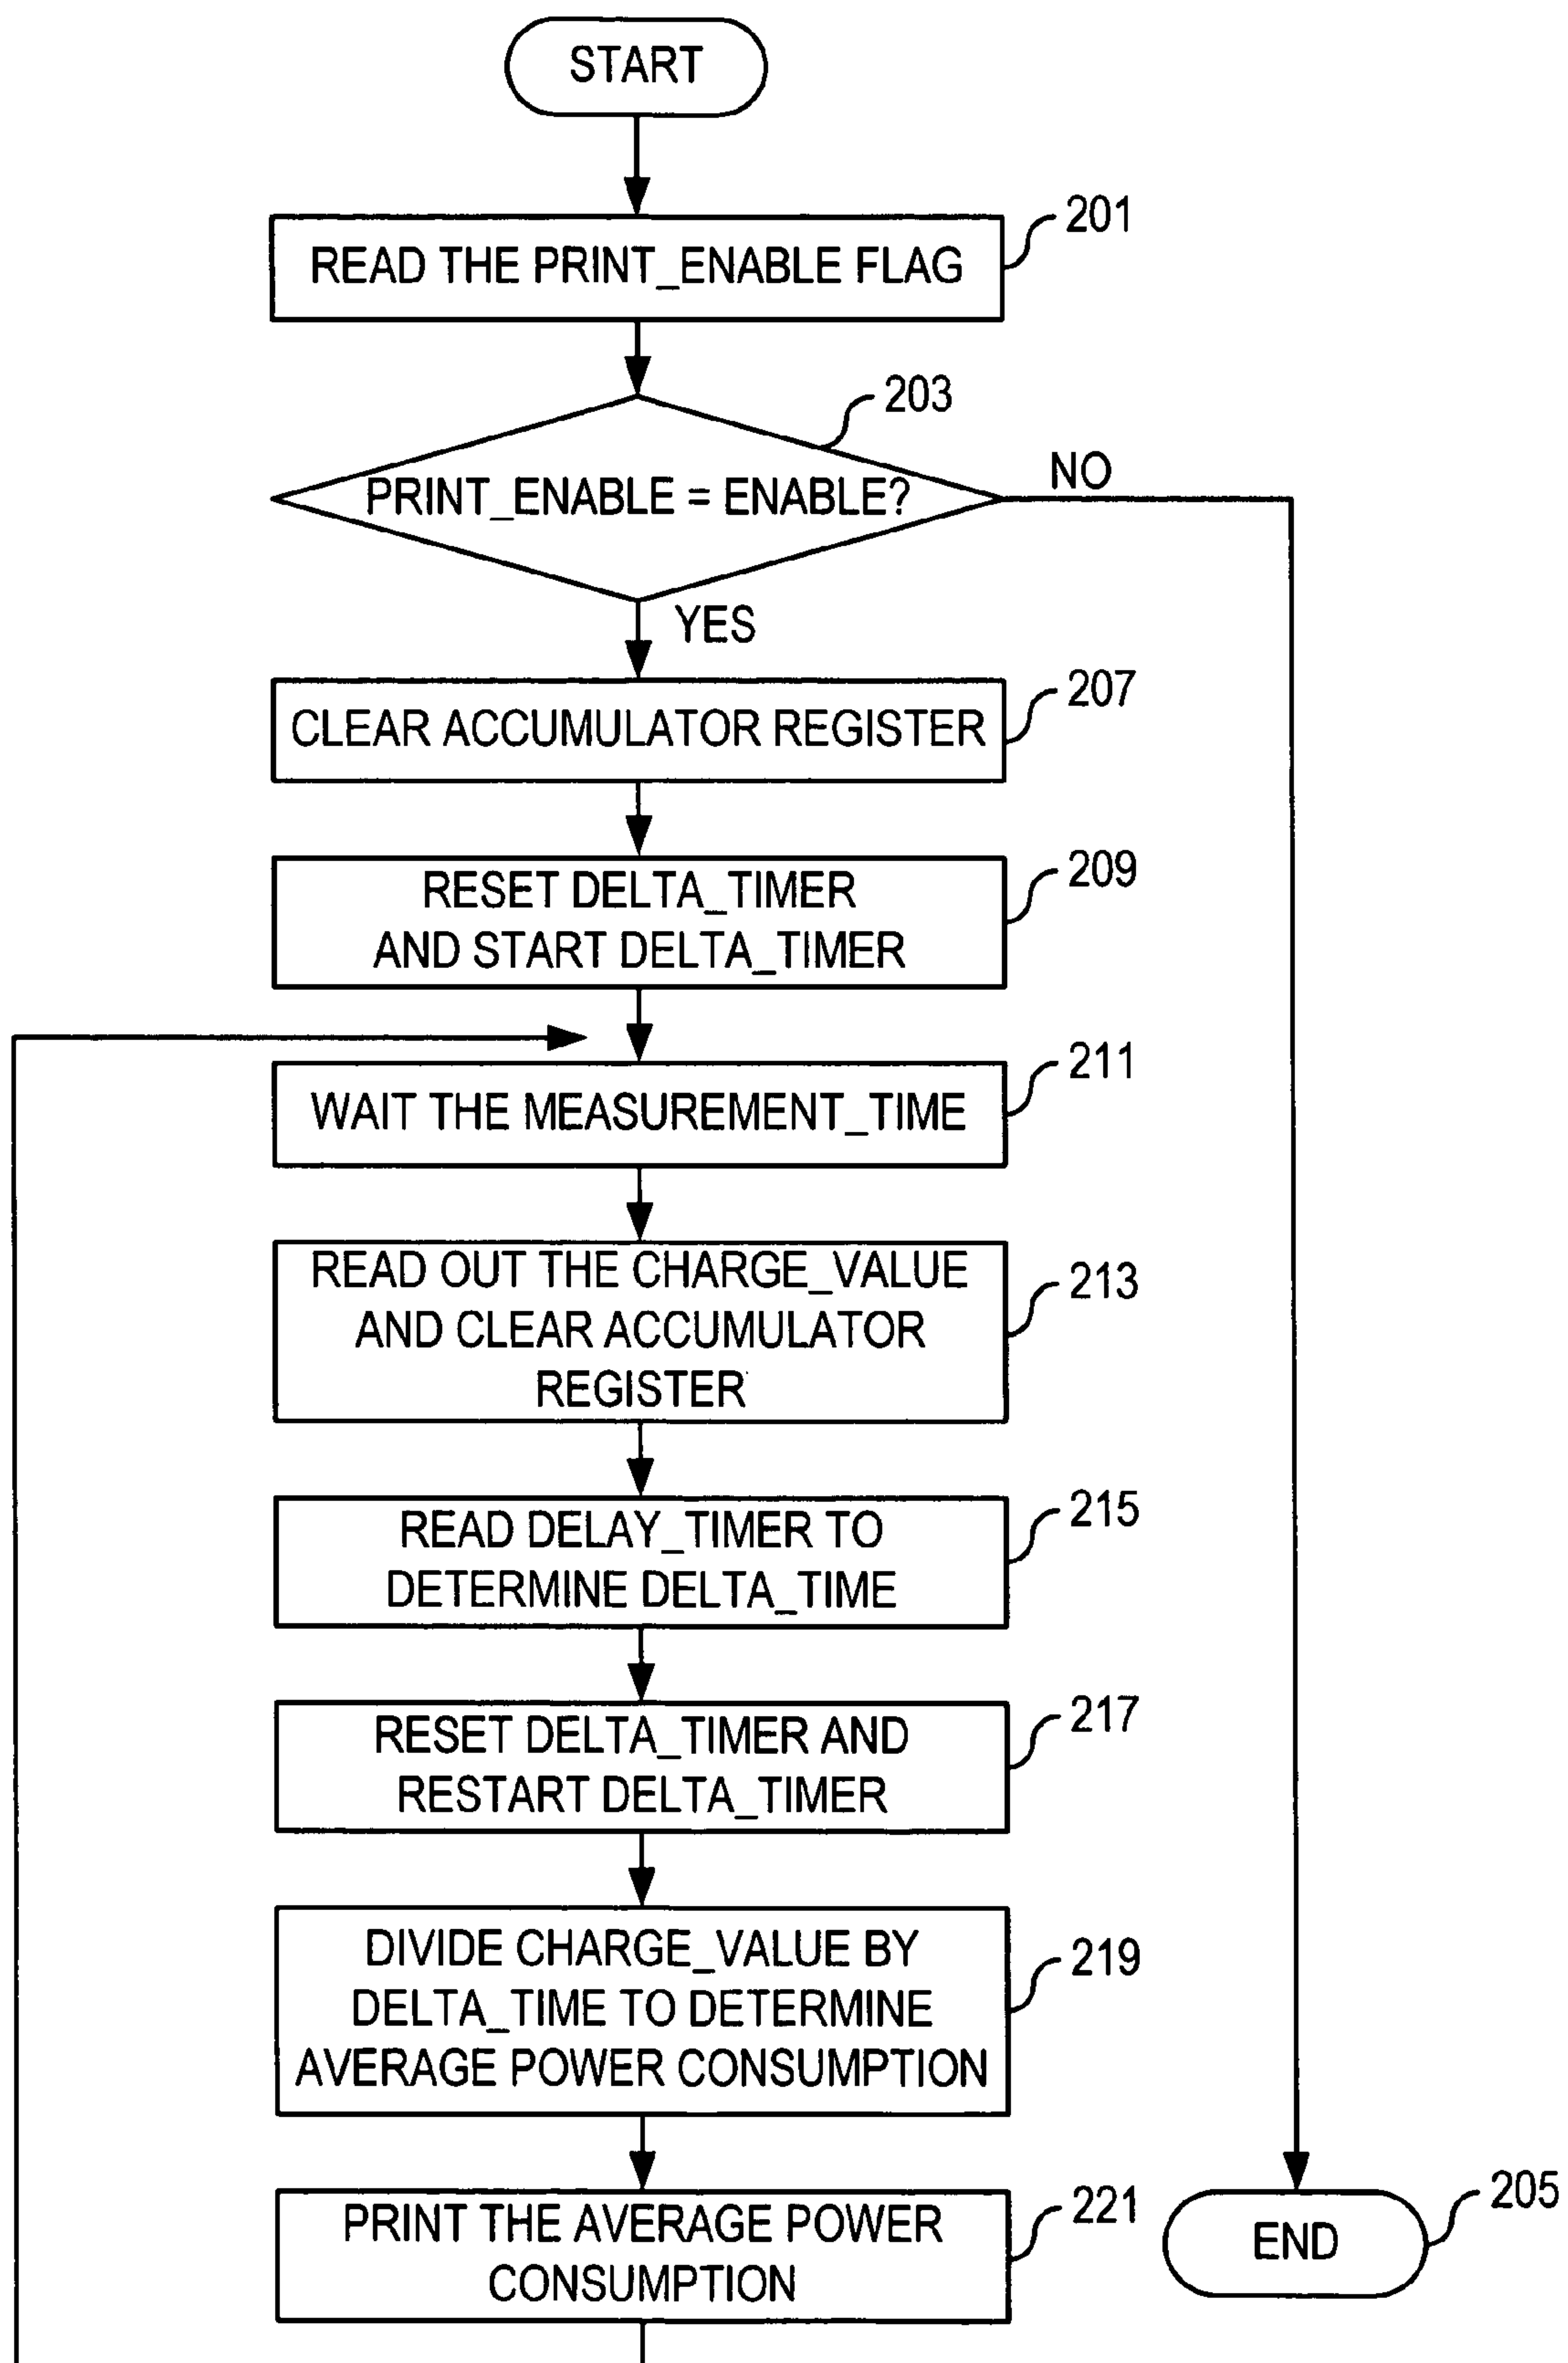 START
201
READ THE PRINT_ENABLE FLAG
203
PRINT_ENABLE = ENABLE?
NO
YES
207
CLEAR ACCUMULATOR REGISTER
209
RESET DELTA_TIMER
AND START DELTA_TIMER
211
WAIT THE MEASUREMENT_TIME
213
READ OUT THE CHARGE_VALUE
AND CLEAR ACCUMULATOR
REGISTER
215
READ DELAY_TIMER TO
DETERMINE DELTA_TIME
217
RESET DELTA_TIMER AND
RESTART DELTA_TIMER
219
DIVIDE CHARGE_VALUE BY
DELTA_TIME TO DETERMINE
AVERAGE POWER CONSUMPTION
221
PRINT THE AVERAGE POWER
CONSUMPTION
205
END